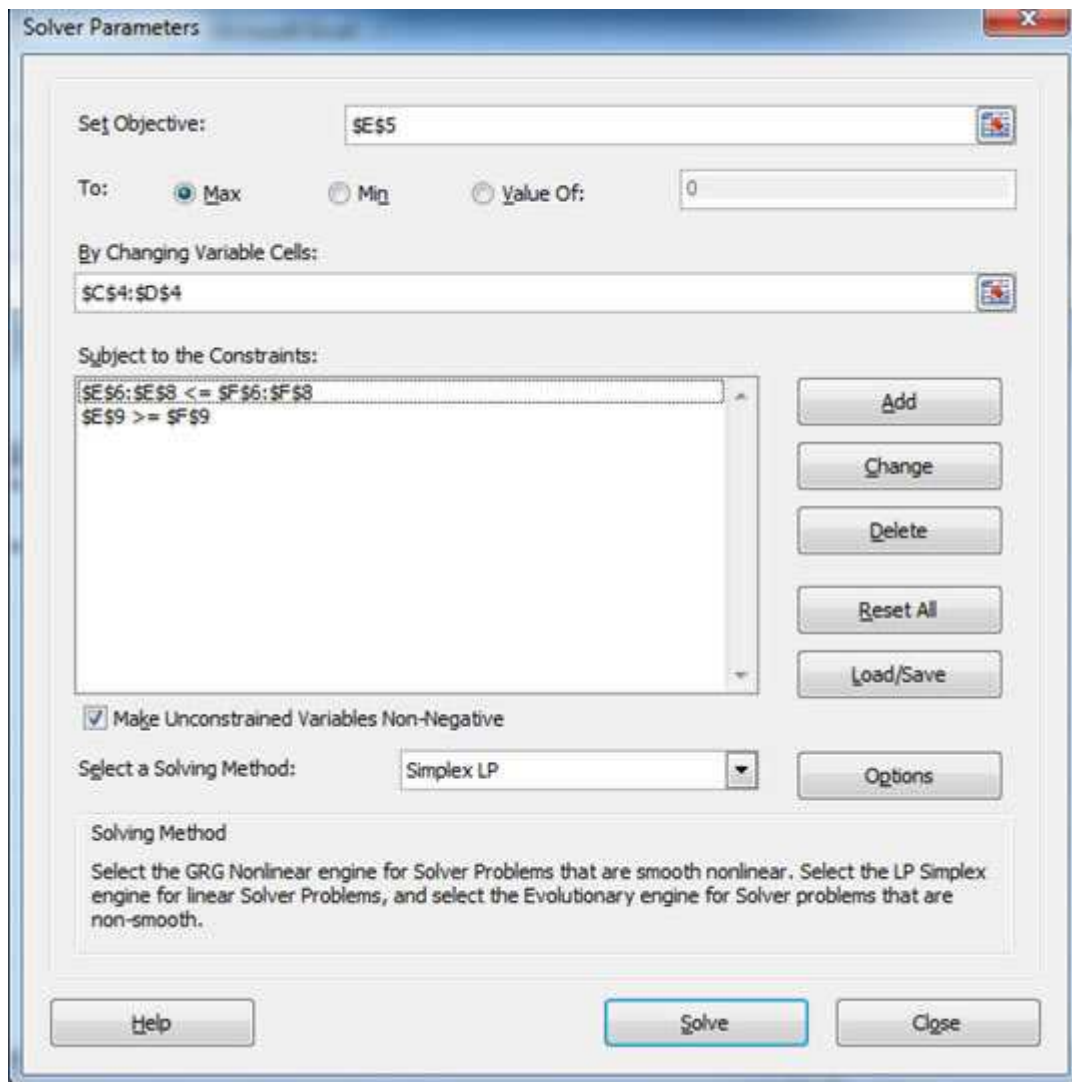 Solver Parameters
x
Set Objective:
$E$5
To:
Max
Min
Value Of:
0
By Changing Variable Cells:
$C$4:$D$4
Subject to the Constraints:
$E$6:$E$8 <= $F$6:$F$8
$E$9 >= $F$9
Add
Change
Delete
Reset All
Load/Save
Make Unconstrained Variables Non-Negative
Select a Solving Method:
Simplex LP
Options
Solving Method
Select the GRG Nonlinear engine for Solver Problems that are smooth nonlinear. Select the LP Simplex
engine for linear Solver Problems, and select the Evolutionary engine for Solver problems that are
non-smooth.
Help
Solve
Close